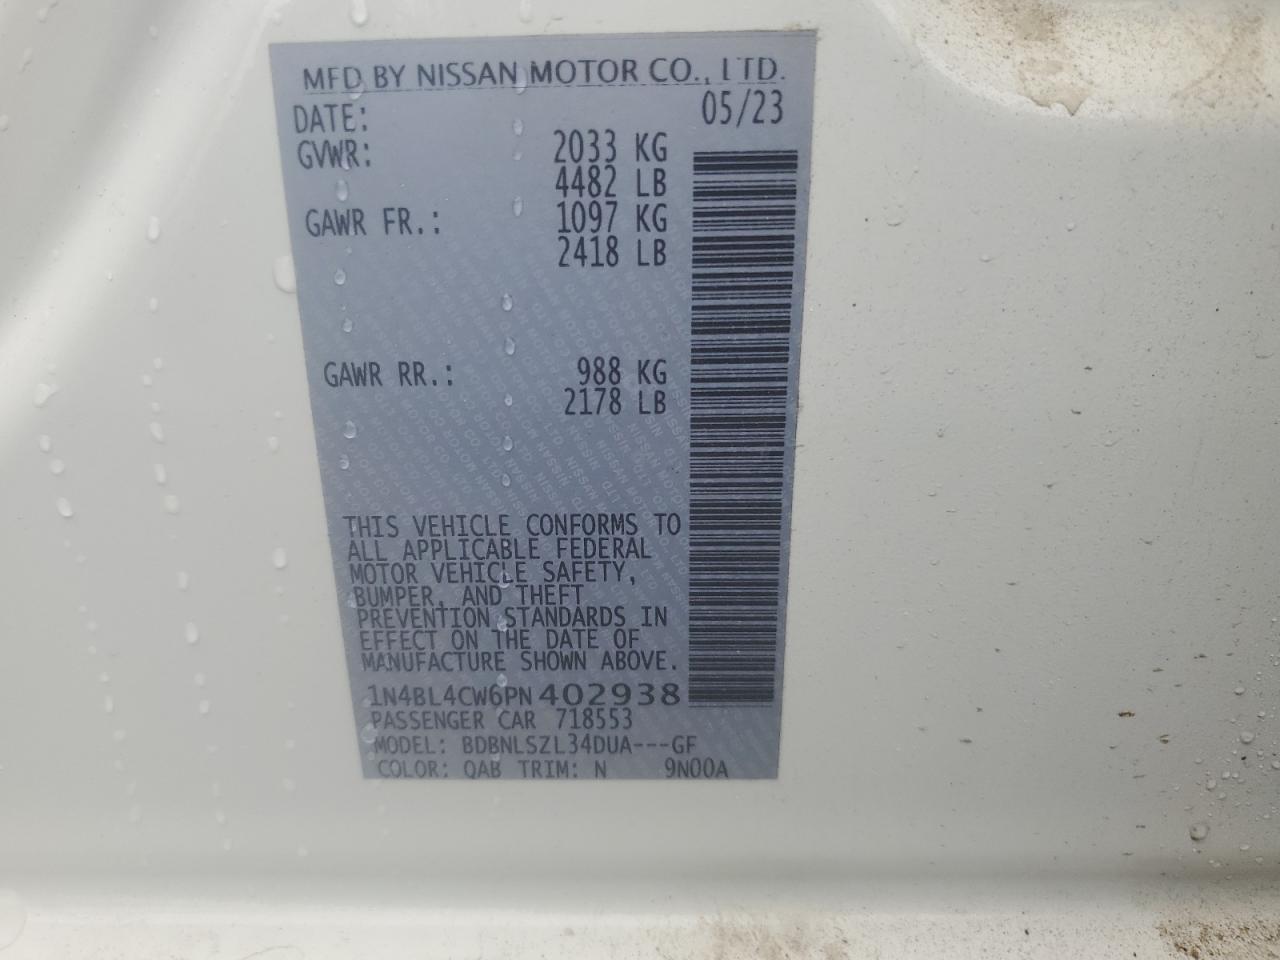 MFD BY NISSAN MOTOR CO., LTD.
DATE: 05/23
GVWR: 2033 KG
4482 LB
GAWR FR.: 1097 KG
2418 LB
GAWR RR.: 988 KG
2178 LB
THIS VEHICLE CONFORMS TO
ALL APPLICABLE FEDERAL
MOTOR VEHICLE SAFETY,
BUMPER, AND THEFT
PREVENTION STANDARDS IN
EFFECT ON THE DATE OF
MANUFACTURE SHOWN ABOVE.
1N4BL4CW6PN402938
PASSENGER CAR 718553
MODEL: BDBNLSZL34DUA---GF
COLOR: QAB TRIM: N 9N00A